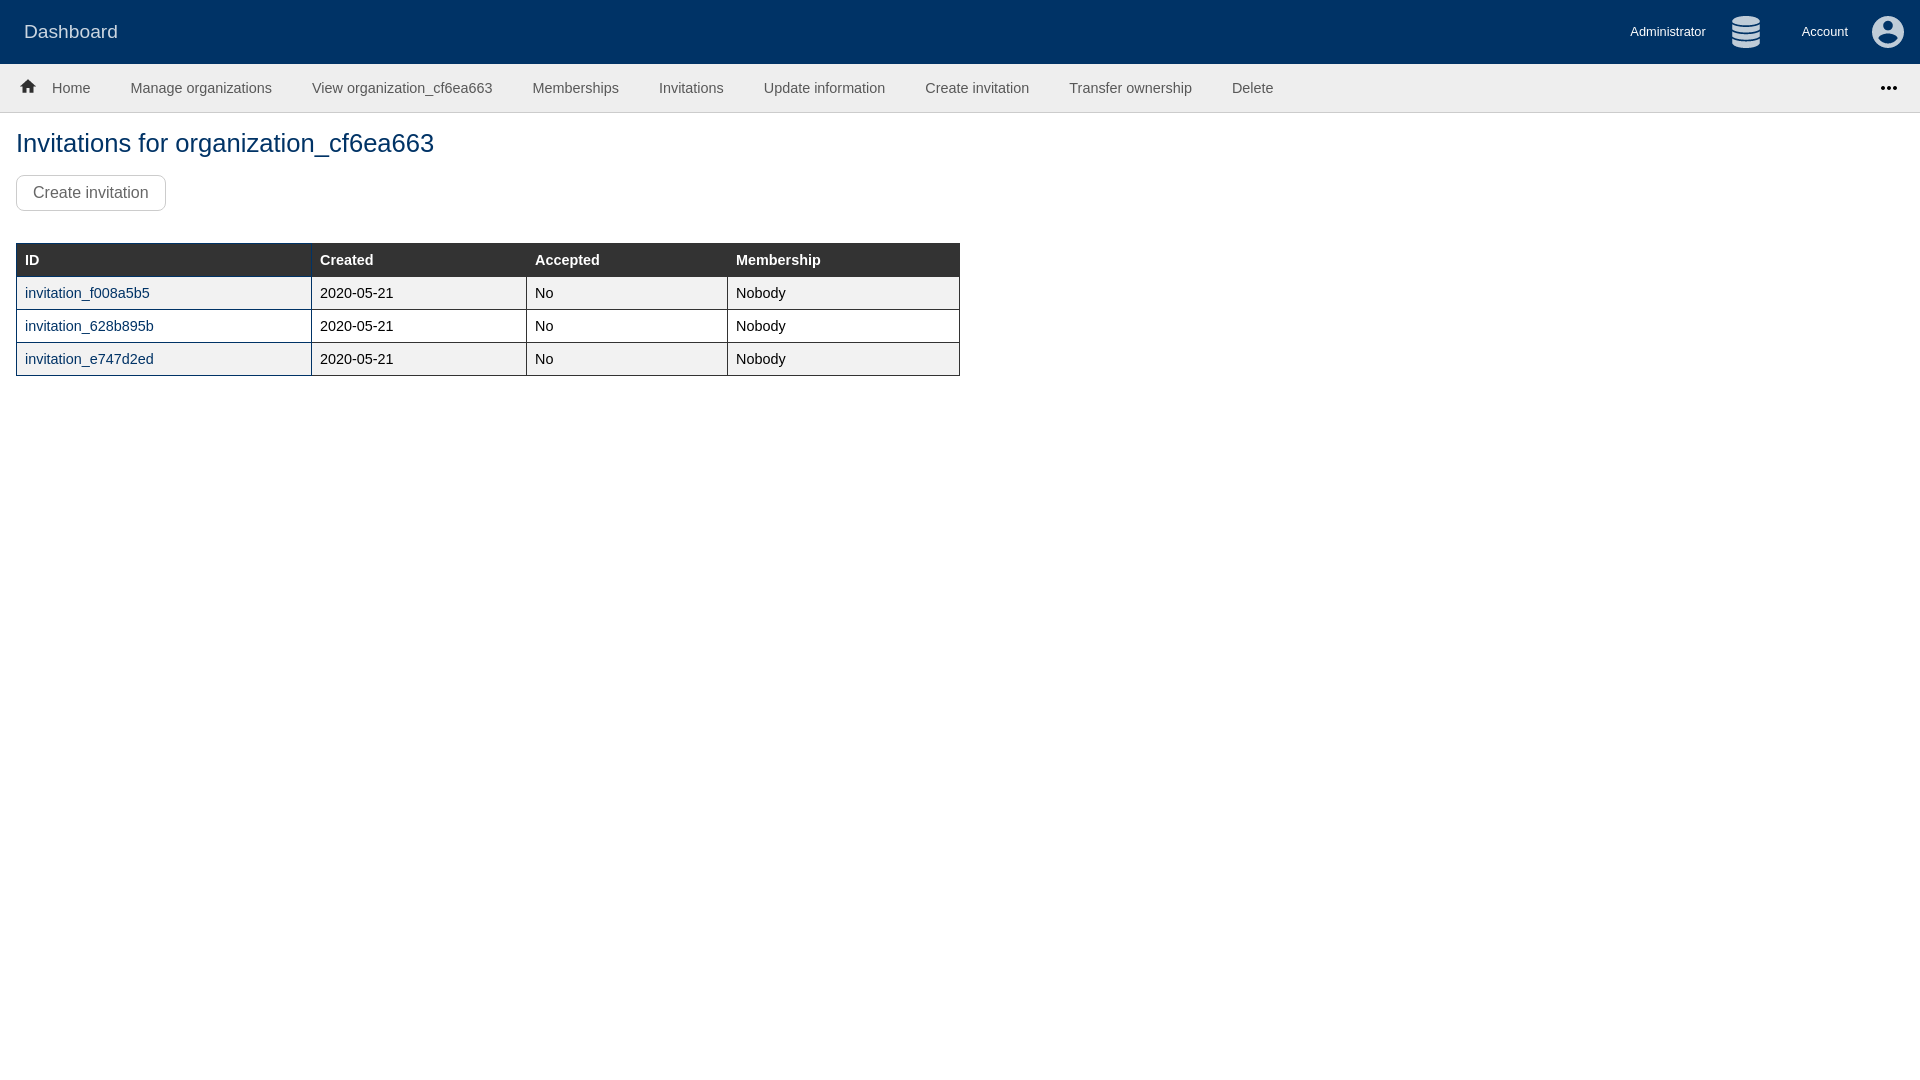 Dashboard Administrator Account
Home Manage organizations View organization_cf6ea663 Memberships Invitations Update information Create invitation Transfer ownership Delete
Invitations for organization_cf6ea663
Create invitation
ID Created Accepted Membership
invitation_f008a5b5 2020-05-21 No Nobody
invitation_628b895b 2020-05-21 No Nobody
invitation_e747d2ed 2020-05-21 No Nobody